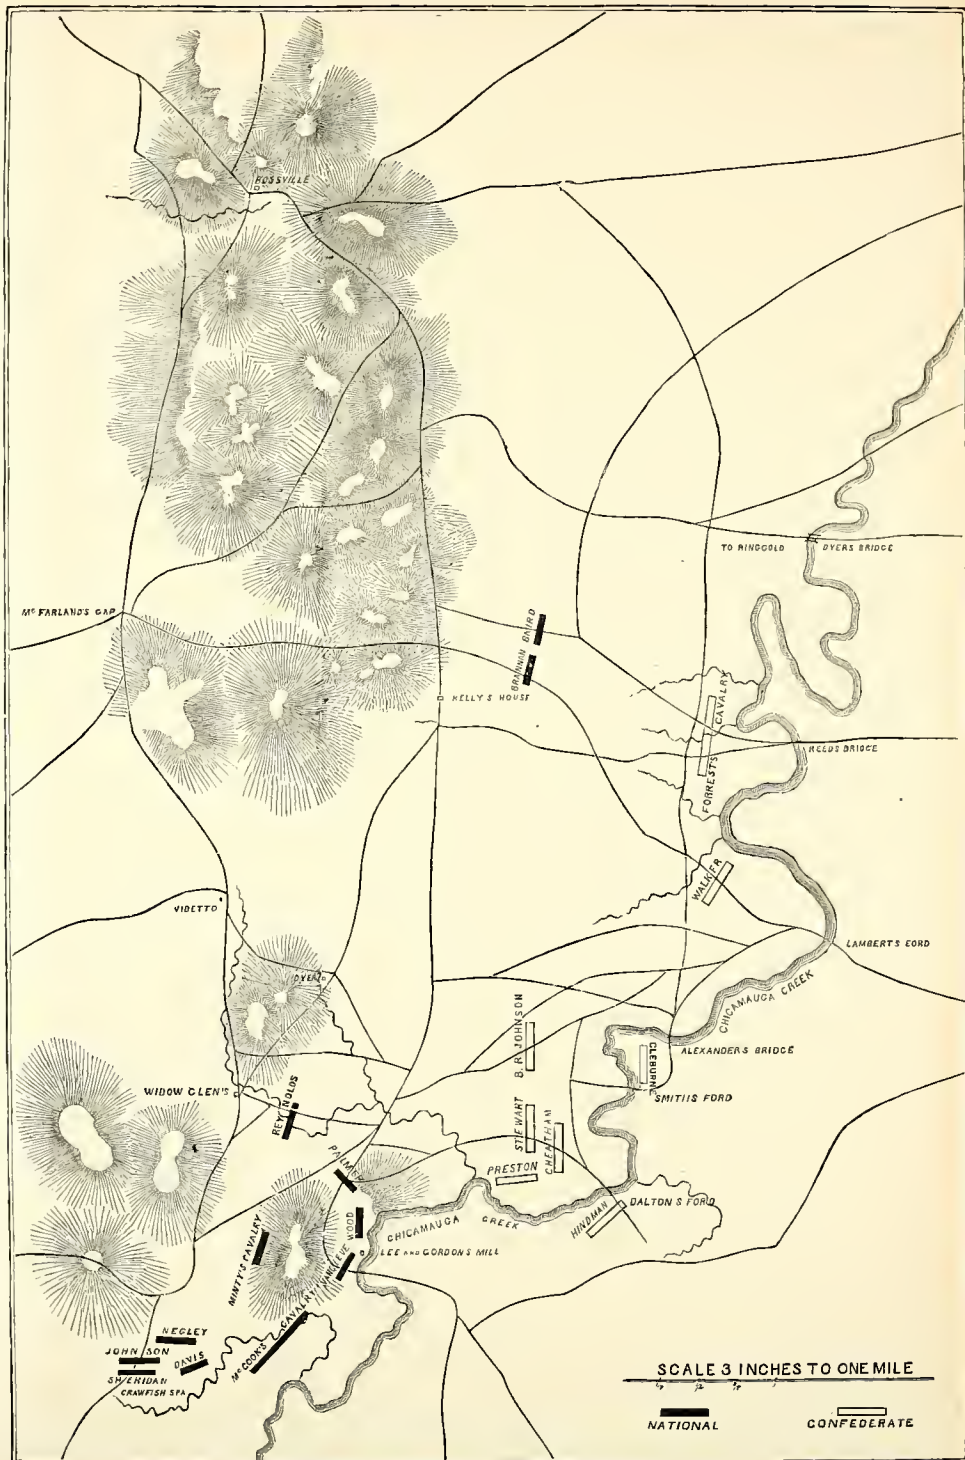 ROSSVILLE
TO RINGGOLD
DYERS BRIDGE
McFARLAND'S GAP
BAIRD
BRANNAN
KELLY'S HOUSE
FORREST'S CAVALRY
REEDS BRIDGE
WALKER
VIDETTO
LAMBERTS FORD
DYER
CHICAMAUGA CREEK
B. R. JOHNSON
CLEBURNE
ALEXANDERS BRIDGE
WIDOW GLEN'S
REYNOLDS
SMITHS FORD
STEWART
CHEATHAM
PALMER
PRESTON
DALTONS FORD
HINDMAN
CHICAMAUGA CREEK
WOOD
MINTY'S CAVALRY
VANCLEVE
LEE AND GORDONS MILL
McCOOK'S CAVALRY
NEGLEY
JOHNSON
DAVIS
SHERIDAN
CRAWFISH SPA
SCALE 3 INCHES TO ONE MILE
NATIONAL
CONFEDERATE